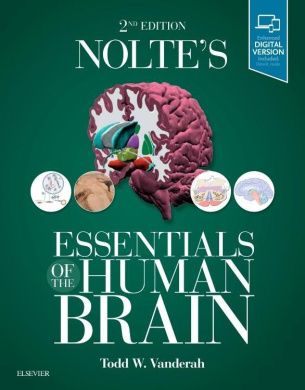 2ND EDITION
NOLTE'S
Enhanced
DIGITAL
VERSION
Included.
ESSENTIALS
OF THE HUMAN
BRAIN
ELSEVIER
Todd W. Vanderah